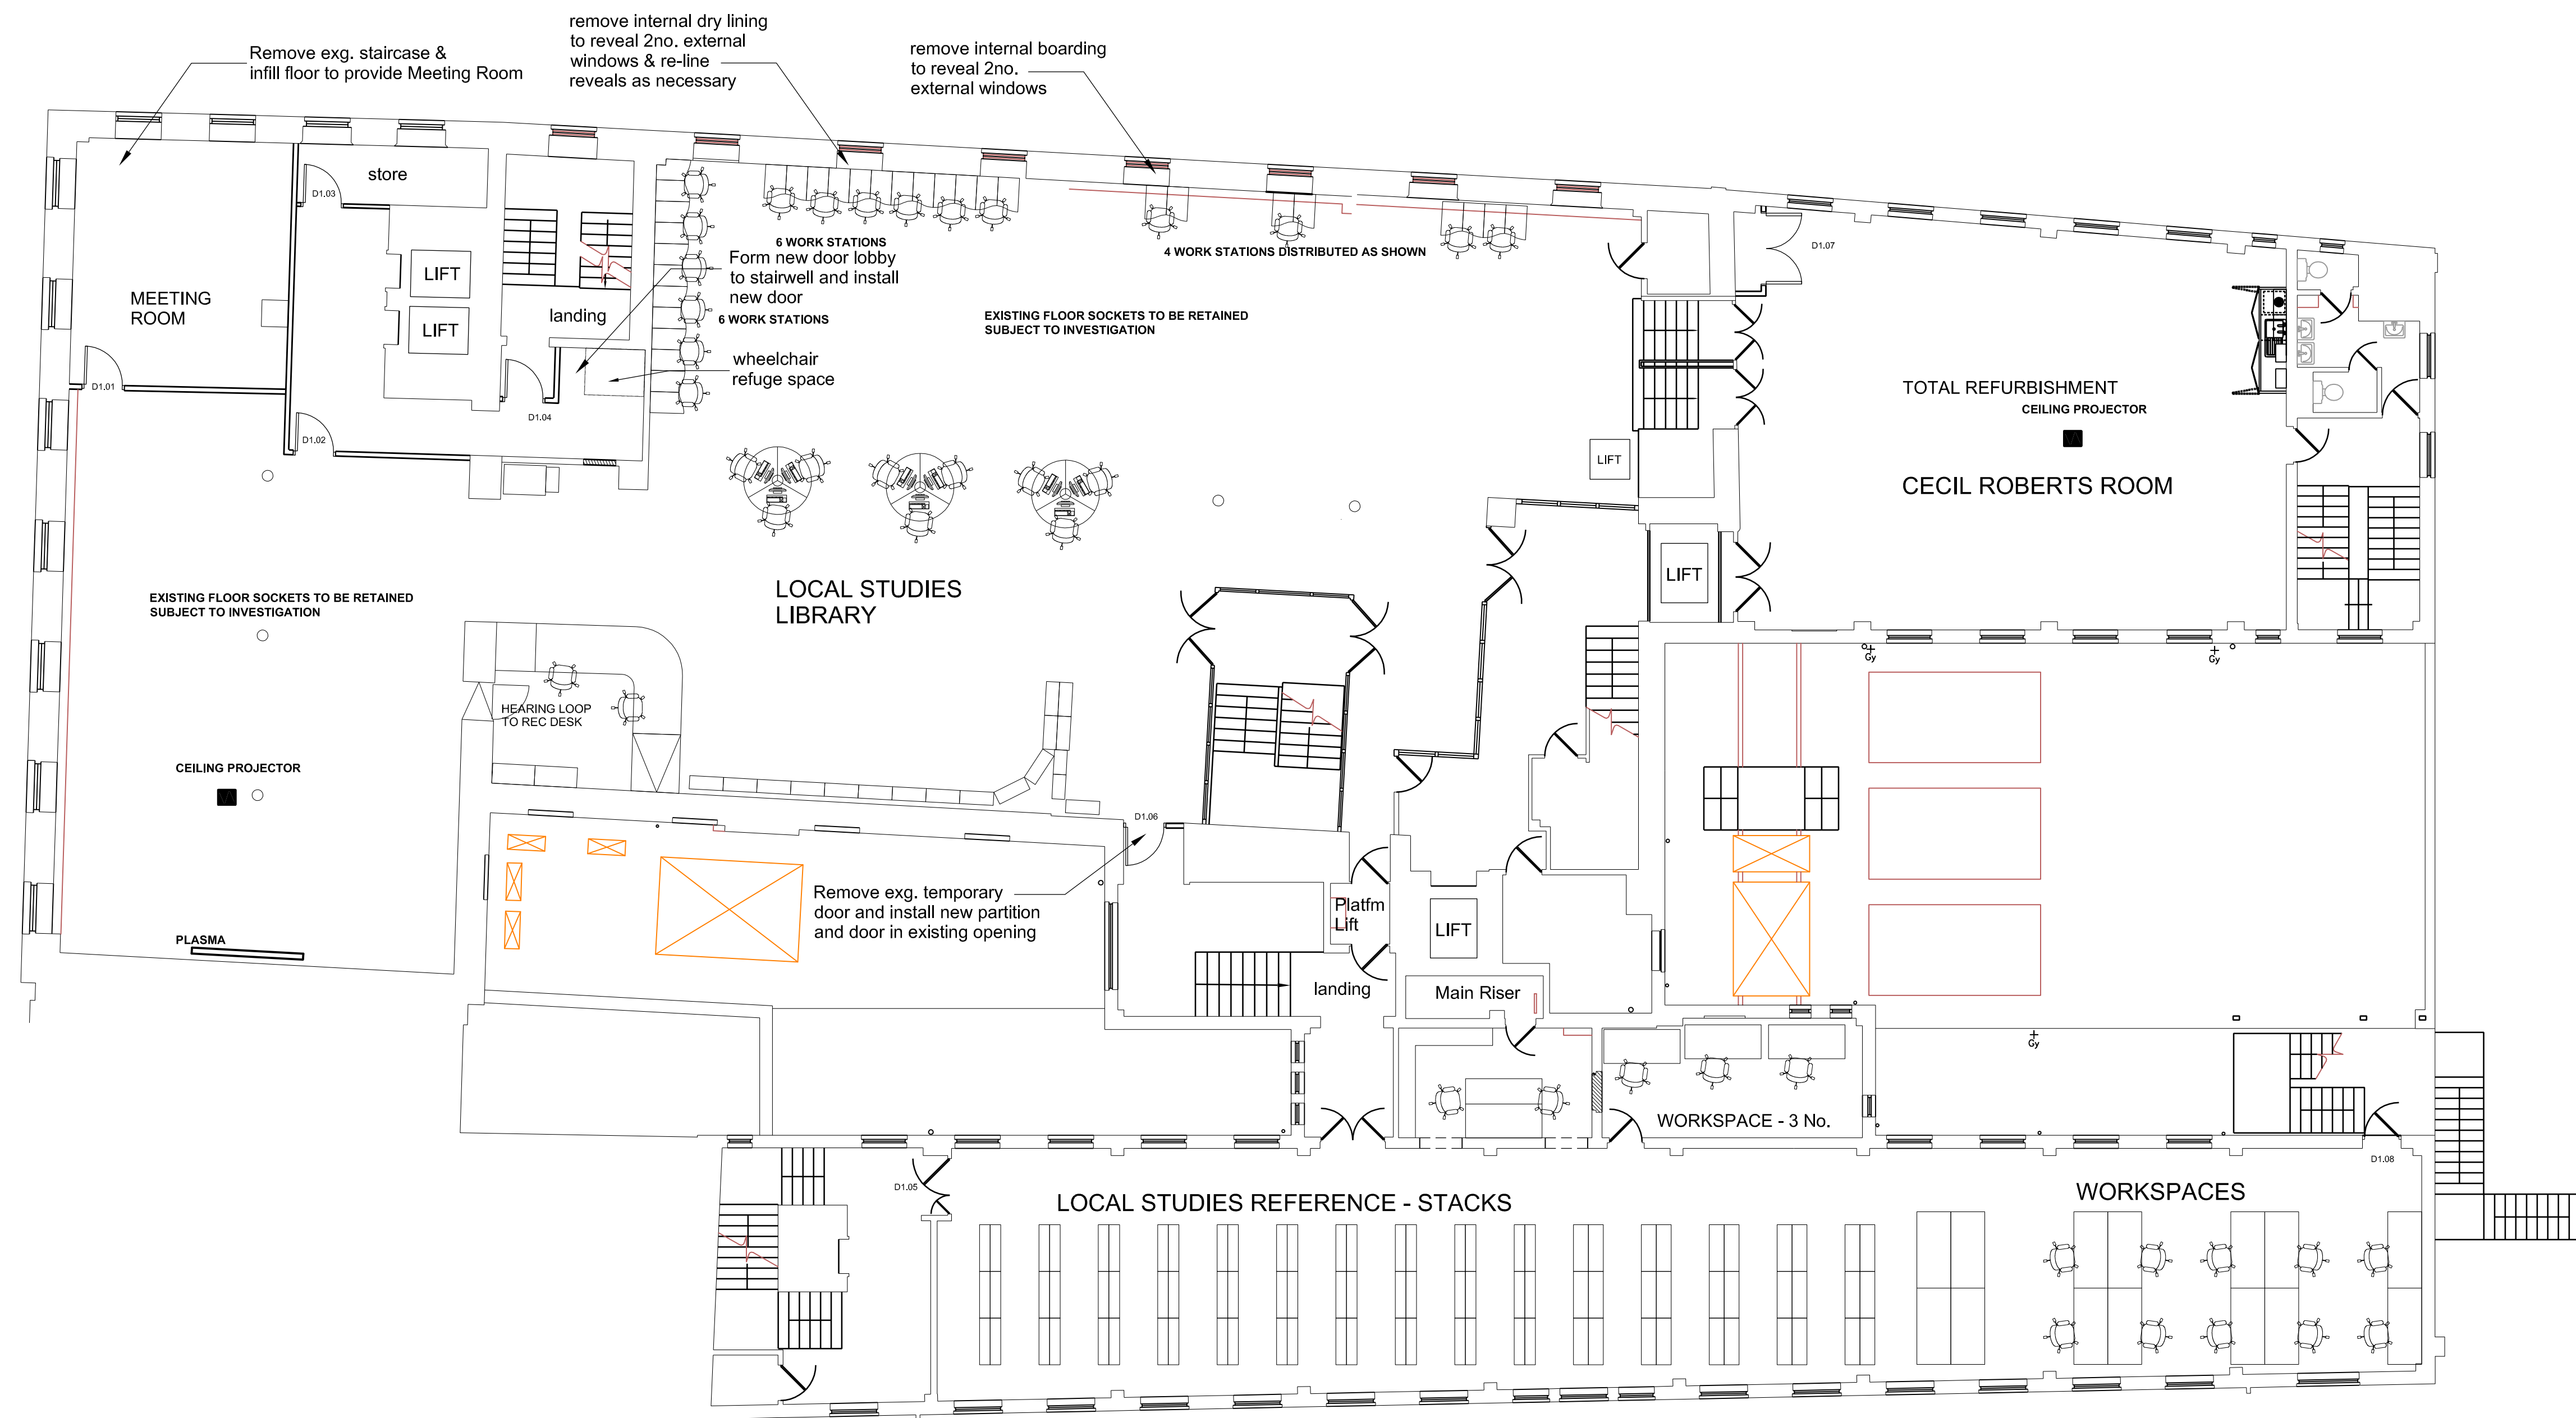 remove internal dry lining
to reveal 2no. external
windows & re-line
reveals as necessary
Remove exg. staircase &
infill floor to provide Meeting Room
remove internal boarding
to reveal 2no.
external windows
store
D1.03
LIFT
LIFT
MEETING
ROOM
landing
D1.01
D1.02
D1.04
6 WORK STATIONS
Form new door lobby
to stairwell and install
new door
6 WORK STATIONS
wheelchair
refuge space
4 WORK STATIONS DISTRIBUTED AS SHOWN
EXISTING FLOOR SOCKETS TO BE RETAINED
SUBJECT TO INVESTIGATION
D1.07
TOTAL REFURBISHMENT
CEILING PROJECTOR
CECIL ROBERTS ROOM
LIFT
LIFT
LOCAL STUDIES
LIBRARY
EXISTING FLOOR SOCKETS TO BE RETAINED
SUBJECT TO INVESTIGATION
HEARING LOOP
TO REC DESK
CEILING PROJECTOR
PLASMA
Gy
Gy
D1.06
Remove exg. temporary
door and install new partition
and door in existing opening
Platfm
Lift
LIFT
landing
Main Riser
Gy
WORKSPACE - 3 No.
D1.05
D1.08
LOCAL STUDIES REFERENCE - STACKS
WORKSPACES